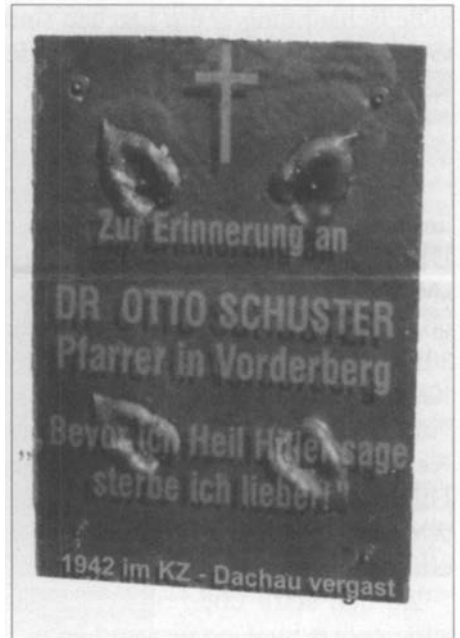 Zur Erinnerung an
DR OTTO SCHUSTER
Pfarrer in Vorderberg
„Bevor ich Heil Hitler sage,
sterbe ich lieber!"
1942 im KZ - Dachau vergast